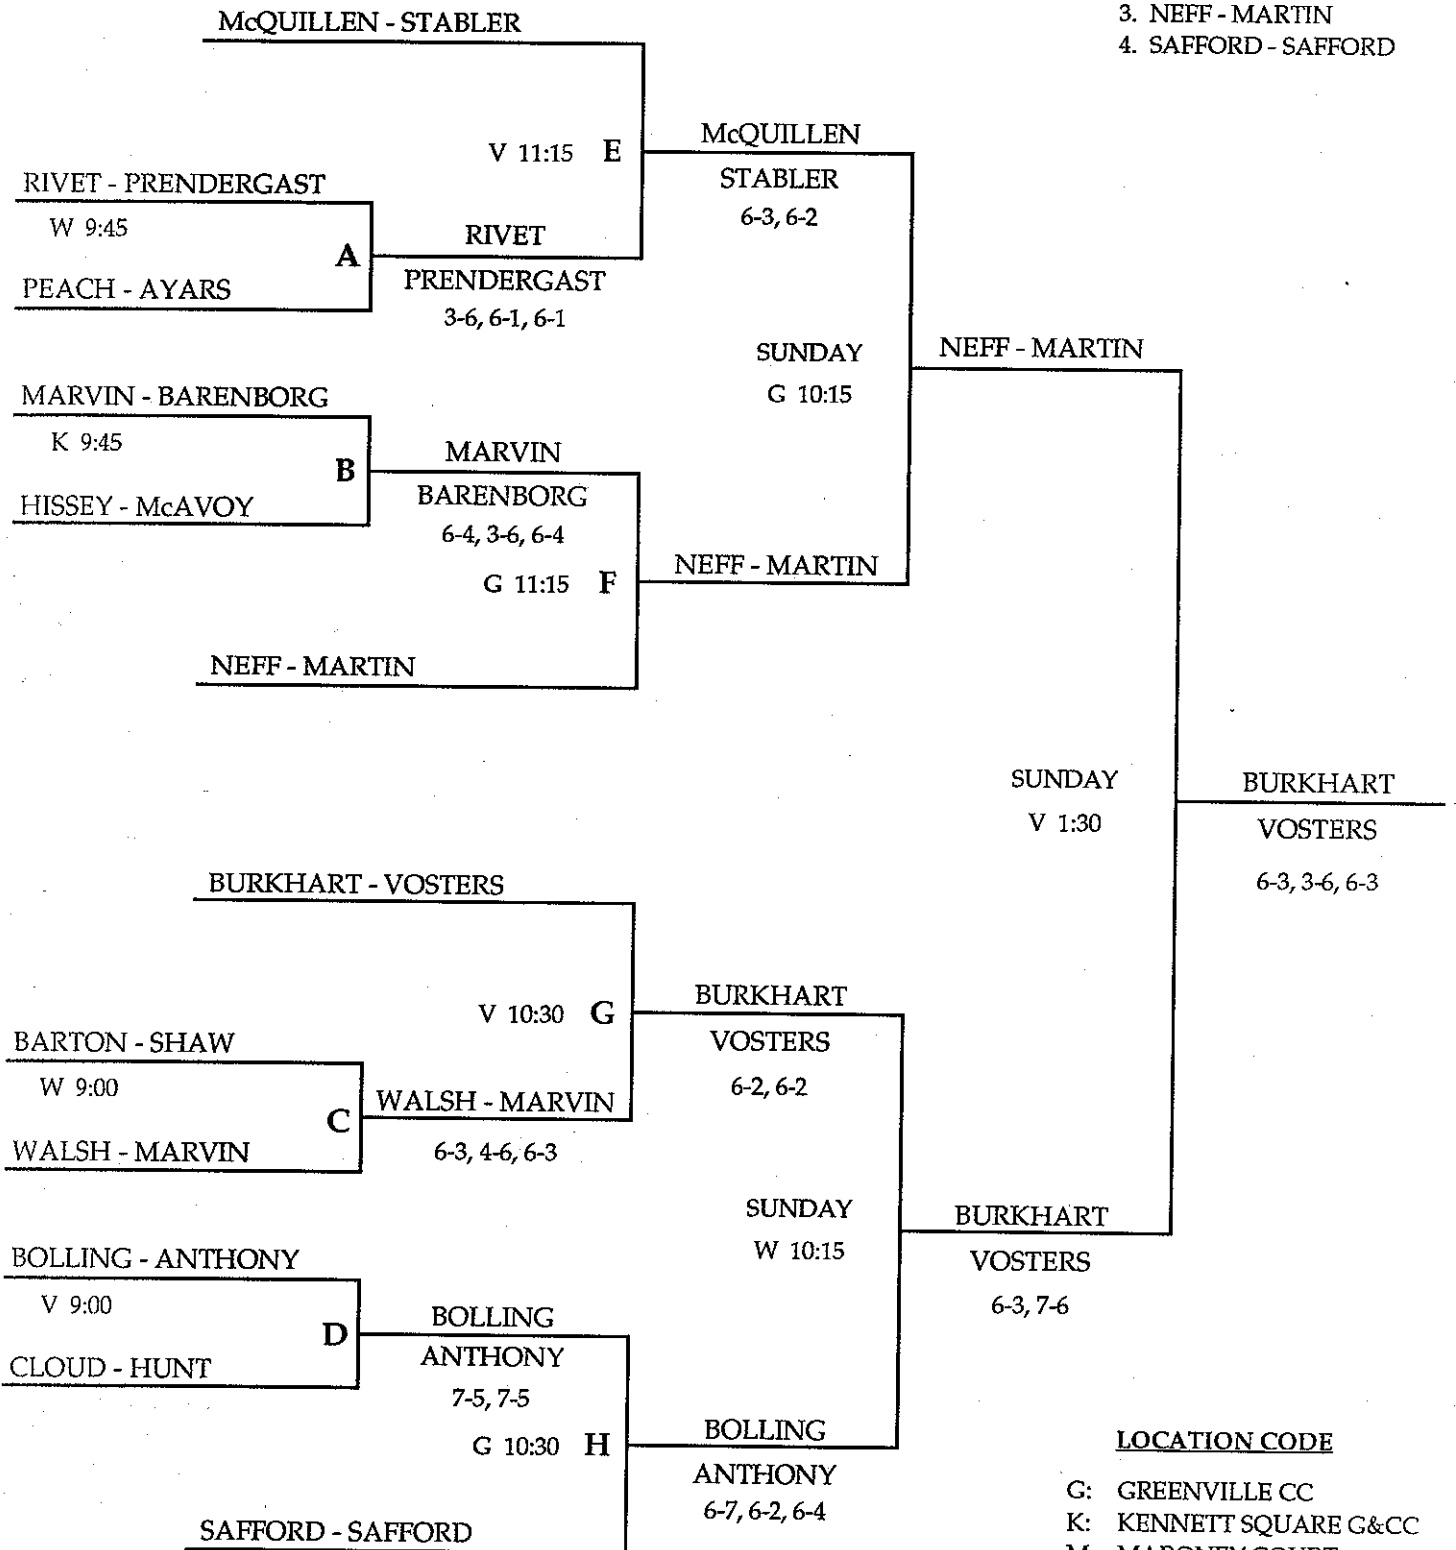 McQUILLEN - STABLER
3. NEFF - MARTIN
4. SAFFORD - SAFFORD
V 11:15 E
McQUILLEN
STABLER
6-3, 6-2
RIVET - PRENDERGAST
W 9:45
A
RIVET
PRENDERGAST
3-6, 6-1, 6-1
PEACH - AYARS
SUNDAY
G 10:15
NEFF - MARTIN
MARVIN - BARENBORG
K 9:45
B
MARVIN
BARENBORG
6-4, 3-6, 6-4
HISSEY - McAVOY
G 11:15 F
NEFF - MARTIN
NEFF - MARTIN
SUNDAY
V 1:30
BURKHART
VOSTERS
6-3, 3-6, 6-3
BURKHART - VOSTERS
V 10:30 G
BURKHART
VOSTERS
6-2, 6-2
BARTON - SHAW
W 9:00
C
WALSH - MARVIN
6-3, 4-6, 6-3
WALSH - MARVIN
SUNDAY
W 10:15
BURKHART
VOSTERS
6-3, 7-6
BOLLING - ANTHONY
V 9:00
D
BOLLING
ANTHONY
7-5, 7-5
CLOUD - HUNT
G 10:30 H
BOLLING
ANTHONY
6-7, 6-2, 6-4
SAFFORD - SAFFORD
LOCATION CODE
G: GREENVILLE CC
K: KENNETT SQUARE G&CC